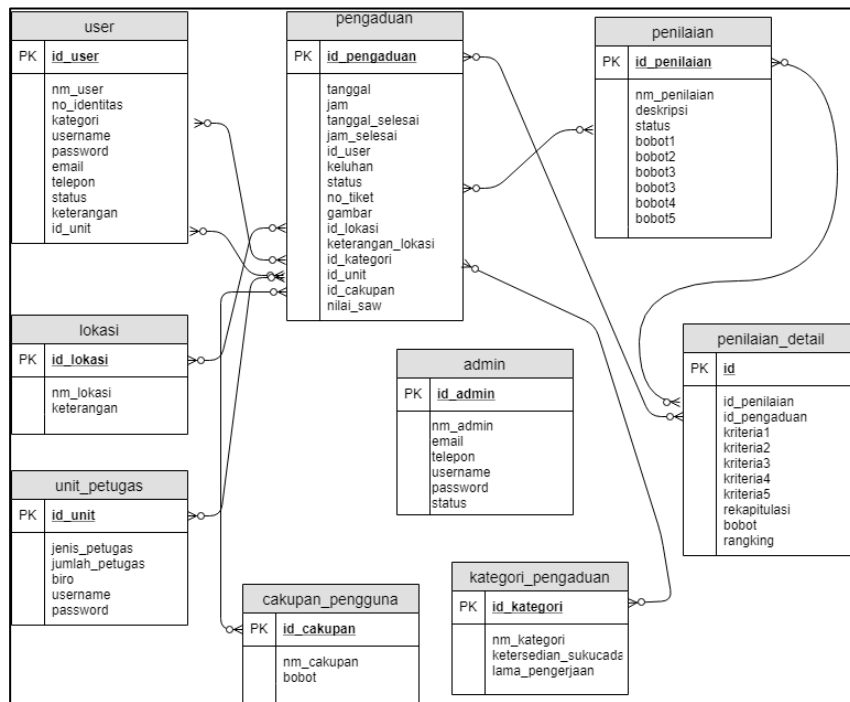 user
PK id_user
nm_user
no_identitas
kategori
username
password
email
telepon
status
keterangan
id_unit
pengaduan
PK id_pengaduan
tanggal
jam
tanggal_selesai
jam_selesai
id_user
keluhan
status
no_tiket
gambar
id_lokasi
keterangan_lokasi
id_kategori
id_unit
id_cakupan
nilai_saw
penilaian
PK id_penilaian
nm_penilaian
deskripsi
status
bobot1
bobot2
bobot3
bobot3
bobot4
bobot5
lokasi
PK id_lokasi
nm_lokasi
keterangan
admin
PK id_admin
nm_admin
email
telepon
username
password
status
penilaian_detail
PK id
id_penilaian
id_pengaduan
kriteria1
kriteria2
kriteria3
kriteria4
kriteria5
rekapitulasi
bobot
rangking
unit_petugas
PK id_unit
jenis_petugas
jumlah_petugas
biro
username
password
cakupan_pengguna
PK id_cakupan
nm_cakupan
bobot
kategori_pengaduan
PK id_kategori
nm_kategori
ketersedian_sukucada
lama_pengerjaan